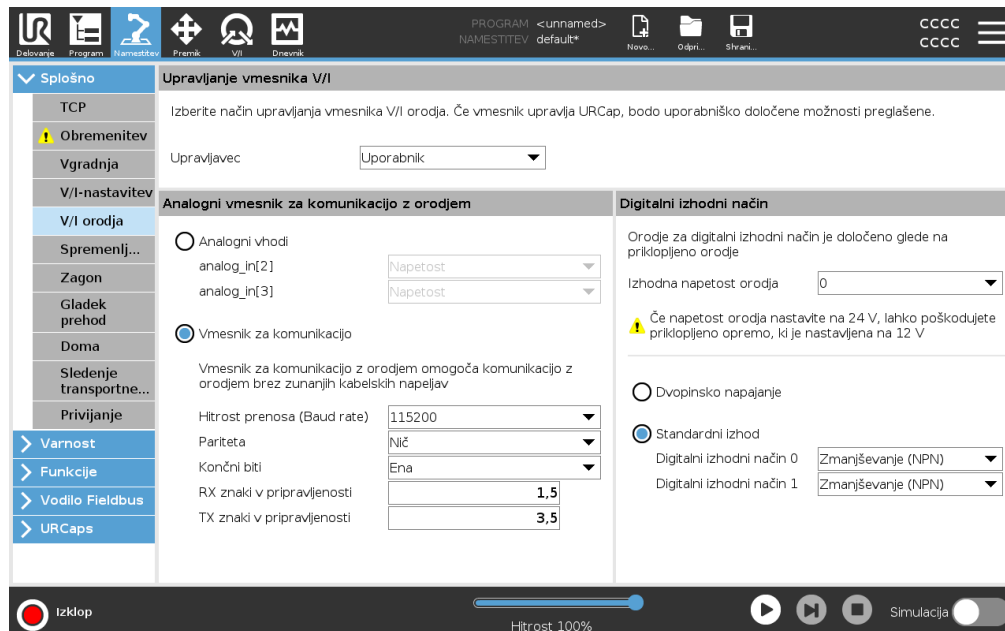 Delovanje
Program
Namestitev
Premik
V/I
Dnevnik
PROGRAM <unnamed>
NAMESTITEV default*
Novo...
Odpri...
Shrani...
CCCC
CCCC
Splošno
TCP
Obremenitev
Vgradnja
V/I-nastavitev
V/I orodja
Spremenlj...
Zagon
Gladek
prehod
Doma
Sledenje
transportne...
Privijanje
Varnost
Funkcije
Vodilo Fieldbus
URCaps
Upravljanje vmesnika V/I
Izberite način upravljanja vmesnika V/I orodja. Če vmesnik upravlja URCap, bodo uporabniško določene možnosti preglašene.
Upravljavec Uporabnik
Analogni vmesnik za komunikacijo z orodjem
Analogni vhodi
analog_in[2] Napetost
analog_in[3] Napetost
Vmesnik za komunikacijo
Vmesnik za komunikacijo z orodjem omogoča komunikacijo z
orodjem brez zunanjih kabelskih napeljav
Hitrost prenosa (Baud rate) 115200
Pariteta Nič
Končni biti Ena
RX znaki v pripravljenosti 1,5
TX znaki v pripravljenosti 3,5
Digitalni izhodni način
Orodje za digitalni izhodni način je določeno glede na
priklopljeno orodje
Izhodna napetost orodja 0
Če napetost orodja nastavite na 24 V, lahko poškodujete
priklopljeno opremo, ki je nastavljena na 12 V
Dvopinsko napajanje
Standardni izhod
Digitalni izhodni način 0 Zmanjševanje (NPN)
Digitalni izhodni način 1 Zmanjševanje (NPN)
Izklop
Hitrost 100%
Simulacija